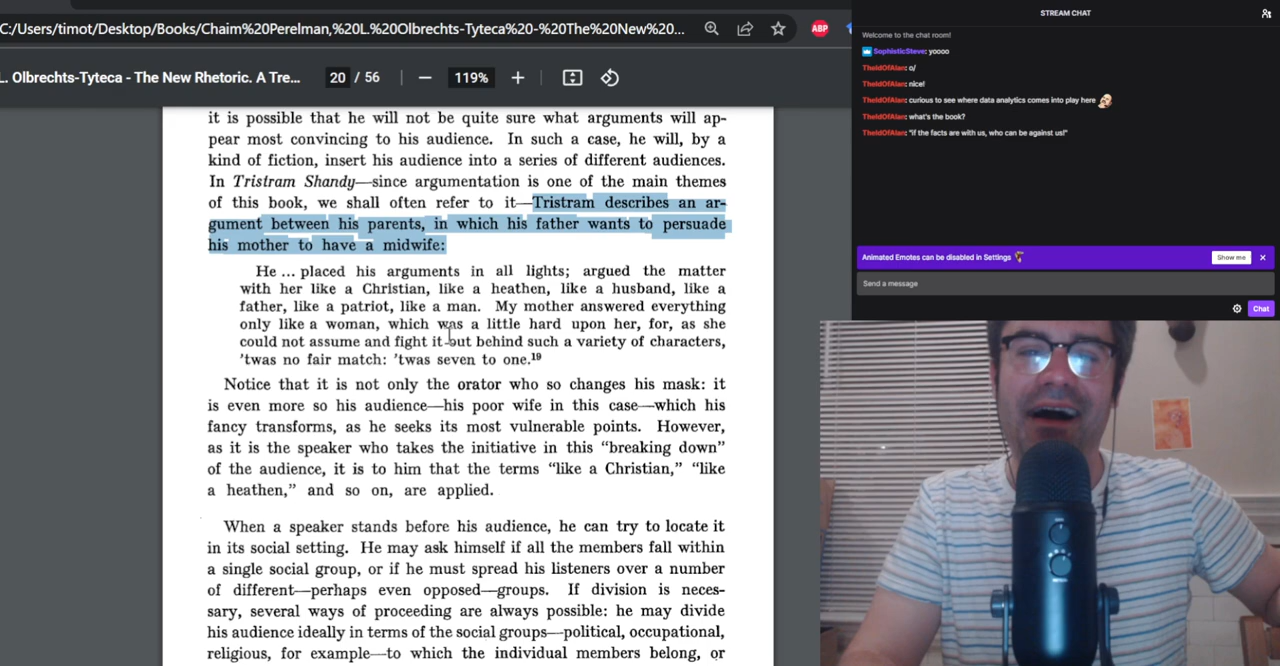 C:/Users/timot/Desktop/Books/Chaim%20Perelman,%20L.%20Olbrechts-Tyteca%20-%20The%20New%20...
ABP
L. Olbrechts-Tyteca - The New Rhetoric. A Tre...
20 / 56
119%
it is possible that he will not be quite sure what arguments will ap-
pear most convincing to his audience. In such a case, he will, by a
kind of fiction, insert his audience into a series of different audiences.
In Tristram Shandy—since argumentation is one of the main themes
of this book, we shall often refer to it—Tristram describes an ar-
gument between his parents, in which his father wants to persuade
his mother to have a midwife:
He ... placed his arguments in all lights; argued the matter
with her like a Christian, like a heathen, like a husband, like a
father, like a patriot, like a man. My mother answered everything
only like a woman, which was a little hard upon her, for, as she
could not assume and fight it but behind such a variety of characters,
'twas no fair match: 'twas seven to one.19
Notice that it is not only the orator who so changes his mask: it
is even more so his audience—his poor wife in this case—which his
fancy transforms, as he seeks its most vulnerable points. However,
as it is the speaker who takes the initiative in this "breaking down"
of the audience, it is to him that the terms "like a Christian," "like
a heathen," and so on, are applied.
When a speaker stands before his audience, he can try to locate it
in its social setting. He may ask himself if all the members fall within
a single social group, or if he must spread his listeners over a number
of different—perhaps even opposed—groups. If division is neces-
sary, several ways of proceeding are always possible: he may divide
his audience ideally in terms of the social groups—political, occupational,
religious, for example—to which the individual members belong, or
STREAM CHAT
Welcome to the chat room!
SophisticSteve: yoooo
TheIdOfAlan: o/
TheIdOfAlan: nice!
TheIdOfAlan: curious to see where data analytics comes into play here
TheIdOfAlan: what's the book?
TheIdOfAlan: "if the facts are with us, who can be against us!"
Animated Emotes can be disabled in Settings
Show me
Send a message
Chat